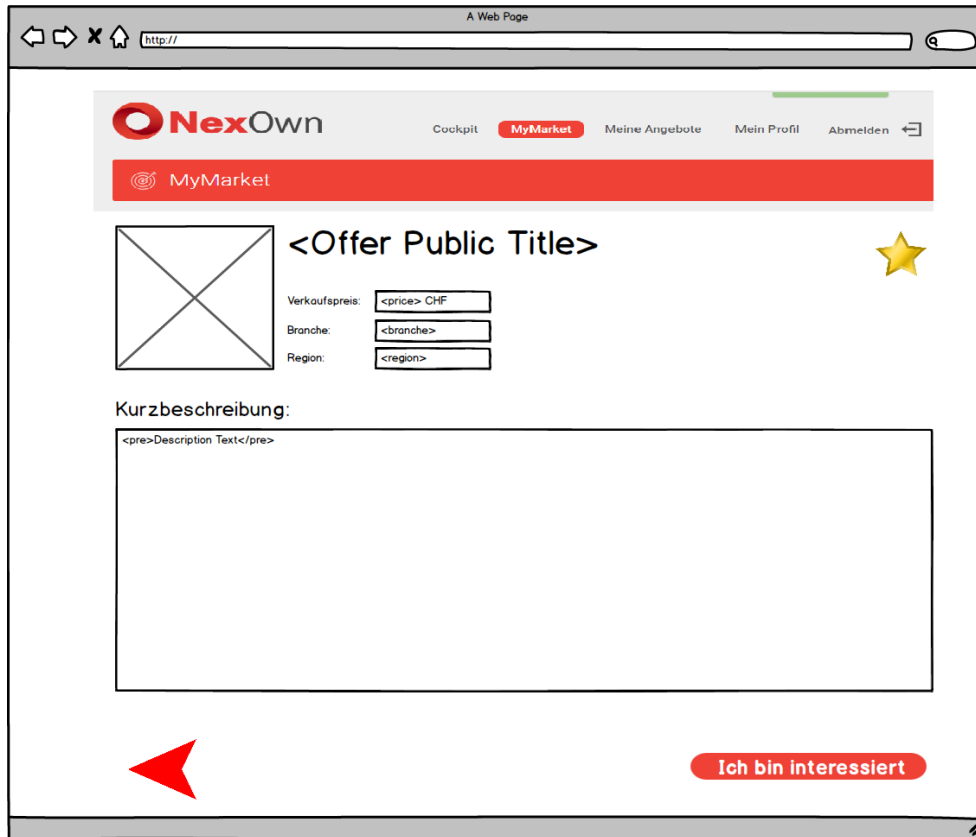 A Web Page
http://
NexOwn
Cockpit MyMarket Meine Angebote Mein Profil Abmelden
MyMarket
<Offer Public Title>
Verkaufspreis: <price> CHF
Branche: <branche>
Region: <region>
Kurzbeschreibung:
<pre>Description Text</pre>
Ich bin interessiert